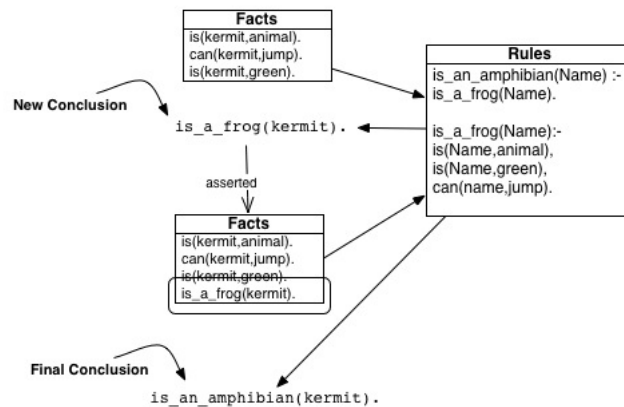 Facts
is(kermit,animal).
can(kermit,jump).
is(kermit,green).
Rules
is_an_amphibian(Name) :-
is_a_frog(Name).
is_a_frog(Name):-
is(Name,animal),
is(Name,green),
can(name,jump).
New Conclusion
is_a_frog(kermit).
asserted
Facts
is(kermit,animal).
can(kermit,jump).
is(kermit,green).
is_a_frog(kermit).
Final Conclusion
is_an_amphibian(kermit).